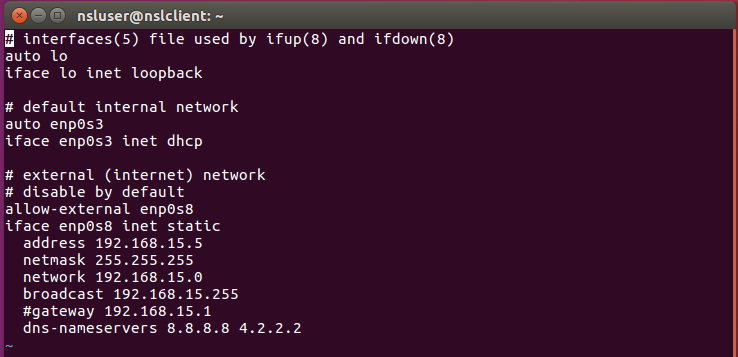 nsluser@nslclient: ~
# interfaces(5) file used by ifup(8) and ifdown(8)
auto lo
iface lo inet loopback
# default internal network
auto enp0s3
iface enp0s3 inet dhcp
# external (internet) network
# disable by default
allow-external enp0s8
iface enp0s8 inet static
address 192.168.15.5
netmask 255.255.255
network 192.168.15.0
broadcast 192.168.15.255
#gateway 192.168.15.1
dns-nameservers 8.8.8.8 4.2.2.2
~